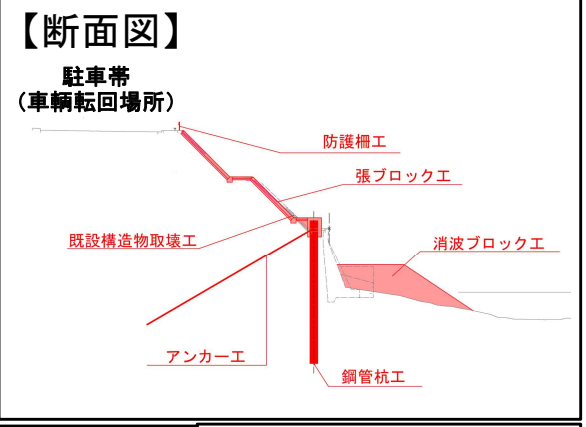 【断面図】
駐車帯
（車輌転回場所）
防護柵工
張ブロック工
既設構造物取壊工
消波ブロック工
アンカー工
鋼管杭工